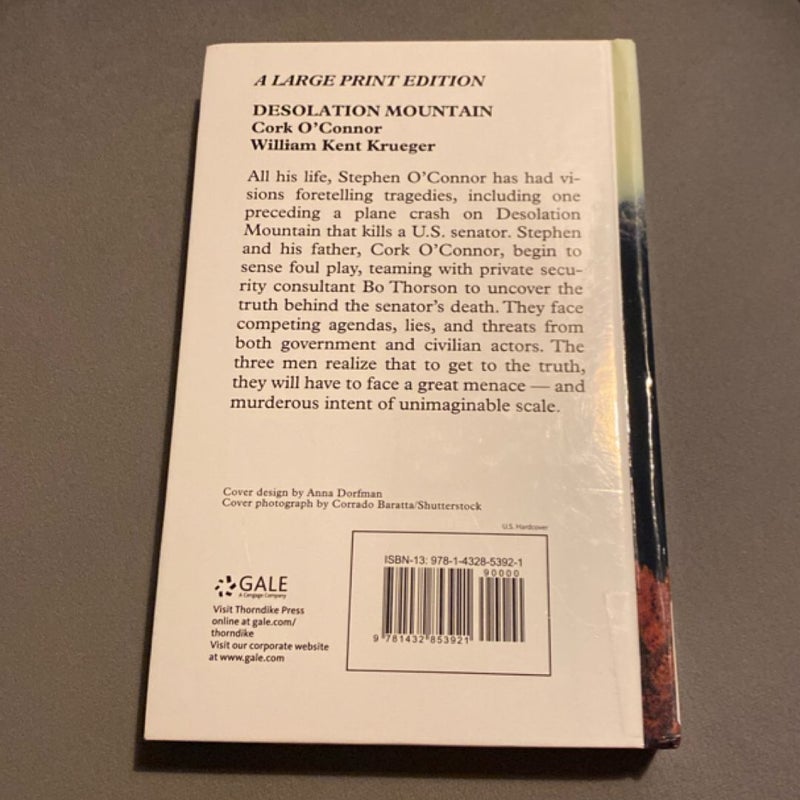 A LARGE PRINT EDITION
DESOLATION MOUNTAIN
Cork O'Connor
William Kent Krueger
All his life, Stephen O'Connor has had vi-
sions foretelling tragedies, including one
preceding a plane crash on Desolation
Mountain that kills a U.S. senator. Stephen
and his father, Cork O'Connor, begin to
sense foul play, teaming with private secu-
rity consultant Bo Thorson to uncover the
truth behind the senator's death. They face
competing agendas, lies, and threats from
both government and civilian actors. The
three men realize that to get to the truth,
they will have to face a great menace — and
murderous intent of unimaginable scale.
Cover design by Anna Dorfman
Cover photograph by Corrado Baratta/Shutterstock
U.S. Hardcover
ISBN-13: 978-1-4328-5392-1
90000
9 781432 853921
GALE
A Cengage Company
Visit Thorndike Press
online at gale.com/
thorndike
Visit our corporate website
at www.gale.com